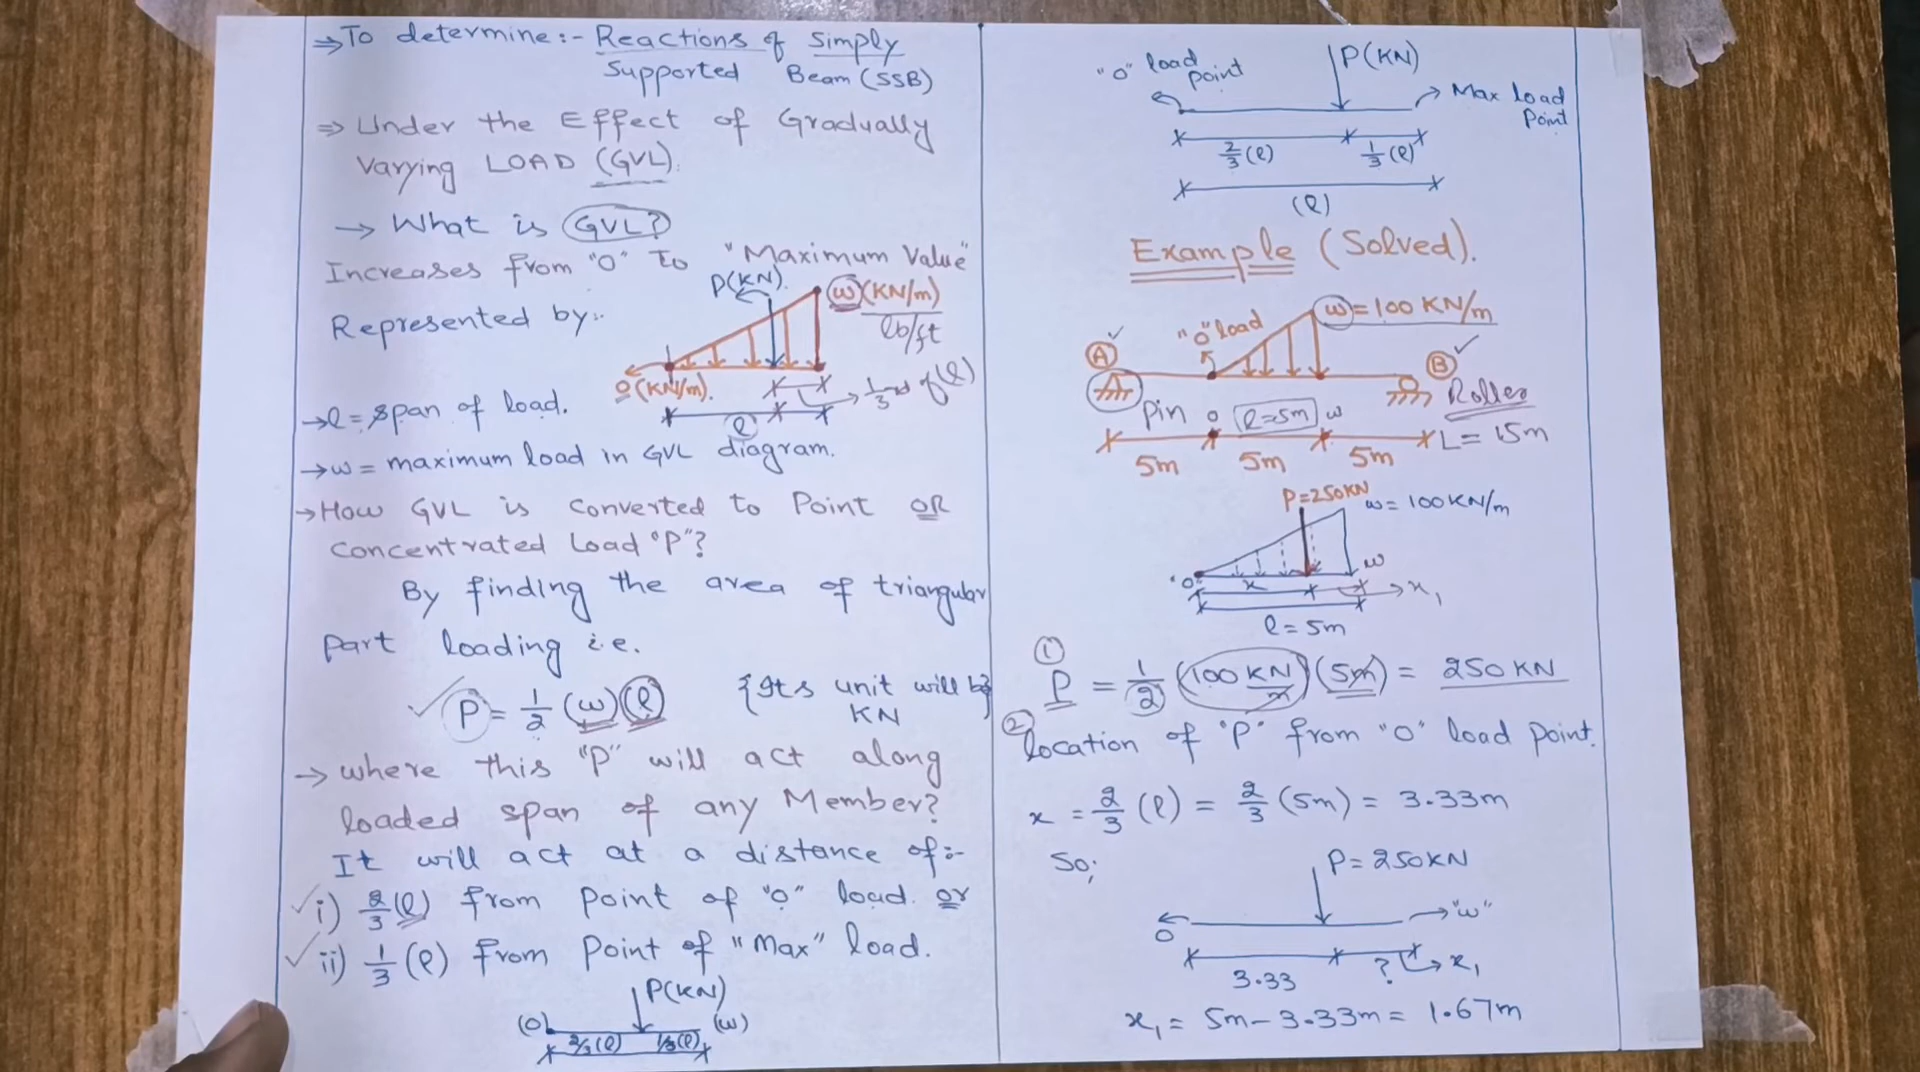 ⇒ To determine:- Reactions of Simply
Supported Beam (SSB)
⇒ Under the Effect of Gradually
Varying LOAD (GVL).
→ What is GVL?
Increases from "0" to "Maximum Value"
Represented by:-
P(KN).
w (KN/m)
lb/ft
0 (KN/m).
1/3rd of (l)
l
→ l = span of load.
→ w = maximum load in GVL diagram.
→ How GVL is converted to Point OR
Concentrated Load "P"?
By finding the area of triangular
part loading i.e.
P = 1/2 (w)(l) {Its unit will be
KN}
→ where this "P" will act along
loaded span of any Member?
It will act at a distance of:-
i) 2/3 (l) from point of "0" load. or
ii) 1/3 (l) from point of "Max" load.
P(KN)
(0) (w)
2/3(l) 1/3(l)
"0" load point
P(KN)
Max load
Point
2/3 (l) 1/3 (l)
(l)
Example (Solved).
w = 100 KN/m
"0" load
A B
Pin 0 l=5m w Roller
5m 5m 5m L = 15m
P=250KN
w = 100KN/m
"0" w
x x₁
l = 5m
① P = 1/2 (100 KN/m)(5m) = 250 KN
② location of "P" from "0" load point.
x = 2/3 (l) = 2/3 (5m) = 3.33m
So;
P = 250KN
0 "w"
3.33 ? x₁
x₁ = 5m - 3.33m = 1.67m